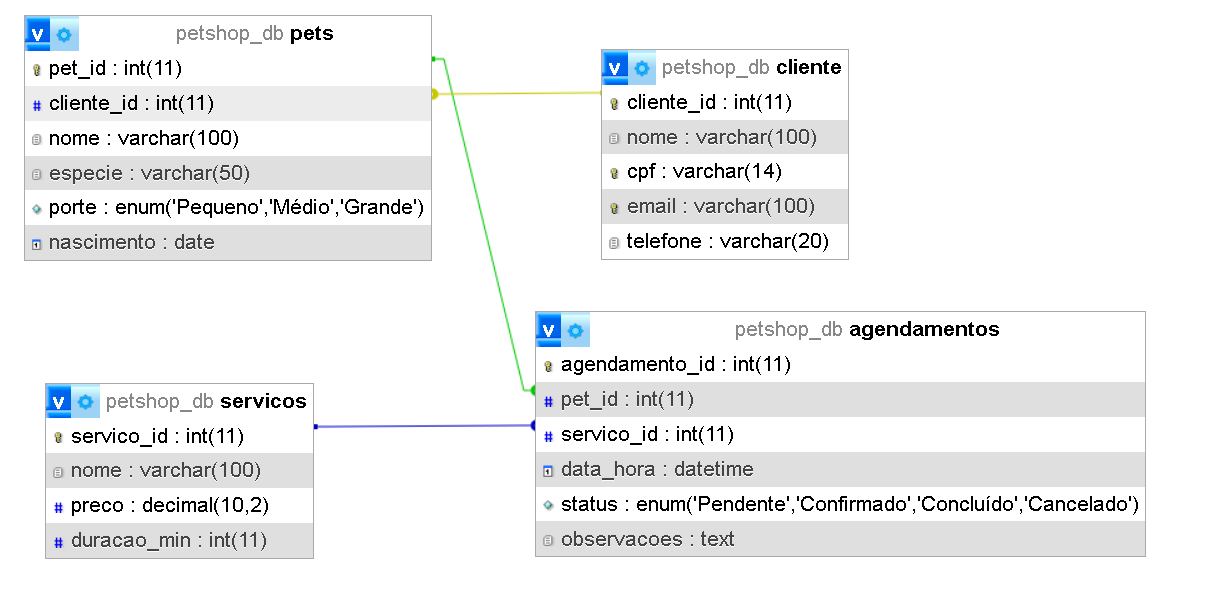 v petshop_db pets
pet_id : int(11)
cliente_id : int(11)
nome : varchar(100)
especie : varchar(50)
porte : enum('Pequeno','Médio','Grande')
nascimento : date
v petshop_db cliente
cliente_id : int(11)
nome : varchar(100)
cpf : varchar(14)
email : varchar(100)
telefone : varchar(20)
v petshop_db servicos
servico_id : int(11)
nome : varchar(100)
preco : decimal(10,2)
duracao_min : int(11)
v petshop_db agendamentos
agendamento_id : int(11)
pet_id : int(11)
servico_id : int(11)
data_hora : datetime
status : enum('Pendente','Confirmado','Concluído','Cancelado')
observacoes : text